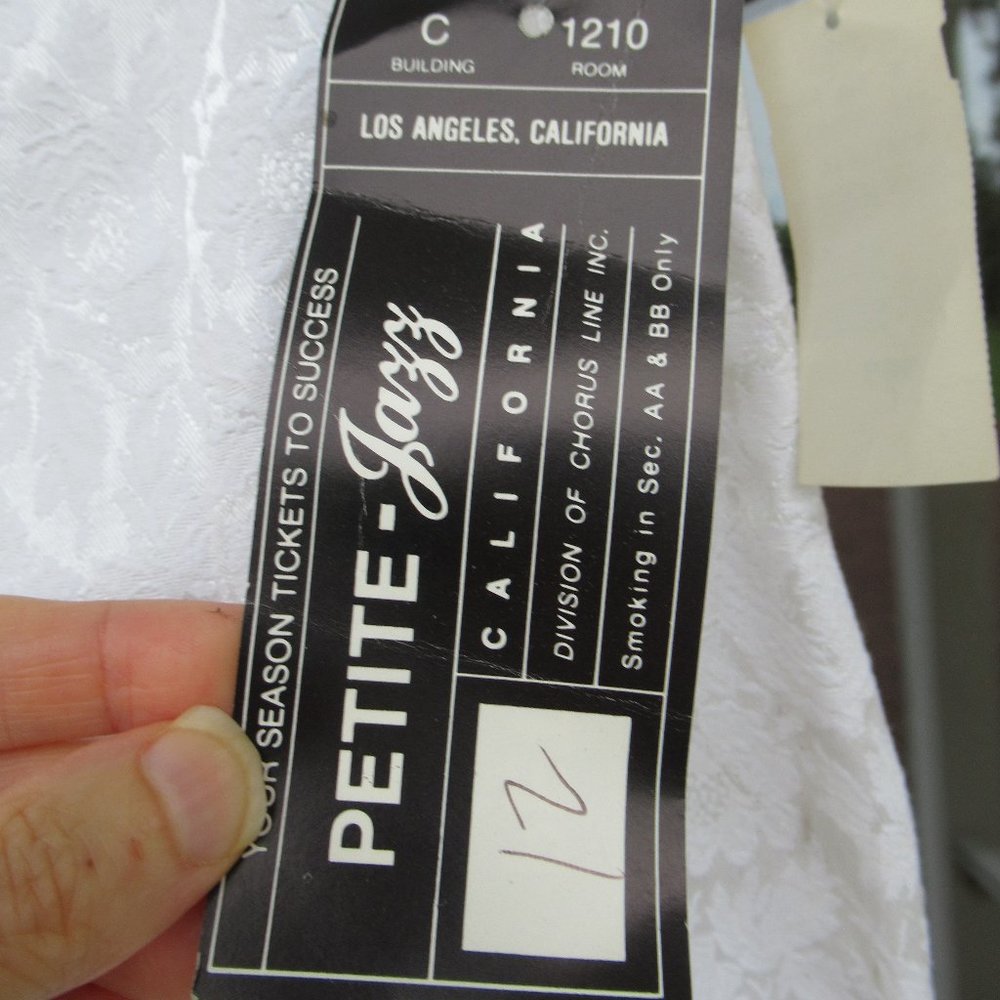 C 1210
BUILDING ROOM
LOS ANGELES, CALIFORNIA
YOUR SEASON TICKETS TO SUCCESS
PETITE-Jazz
CALIFORNIA
DIVISION OF CHORUS LINE INC.
Smoking in Sec. AA & BB Only
12